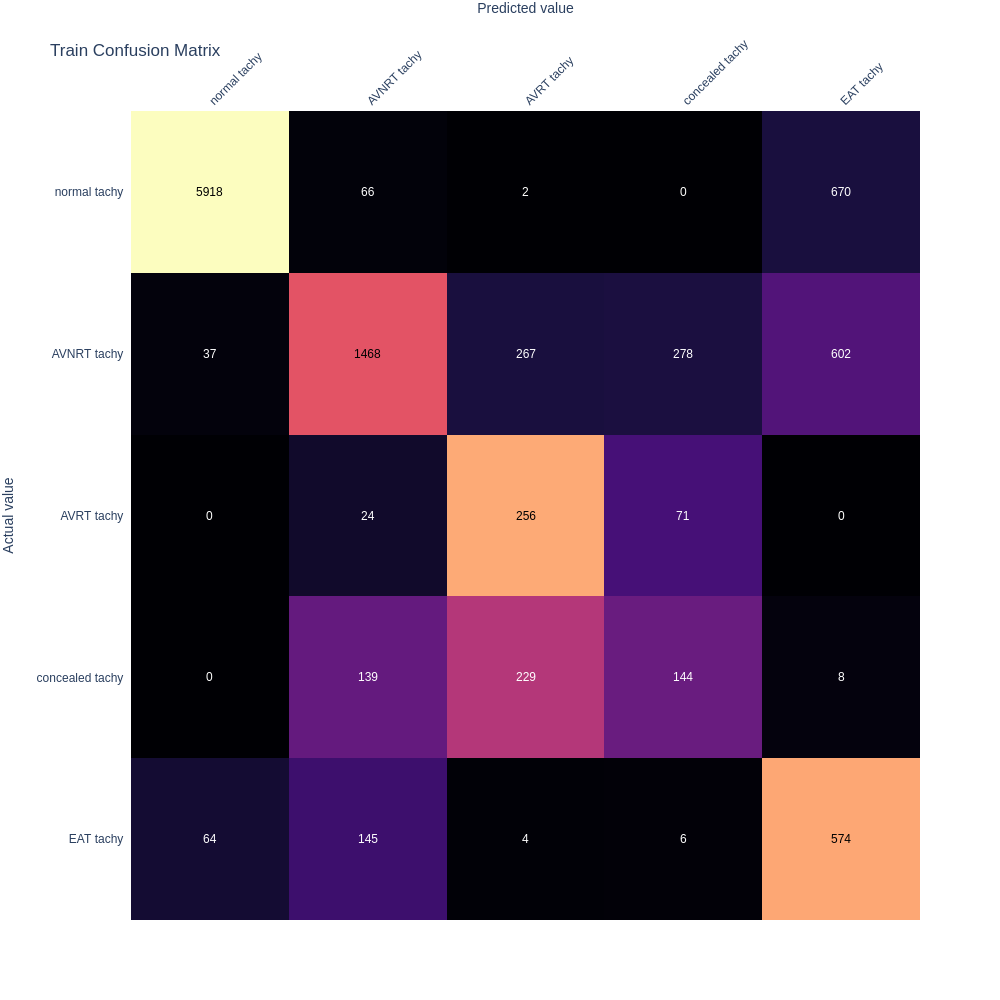 Predicted value
Train Confusion Matrix
normal tachy
AVNRT tachy
AVRT tachy
concealed tachy
EAT tachy
normal tachy 5918 66 2 0 670
AVNRT tachy 37 1468 267 278 602
AVRT tachy 0 24 256 71 0
concealed tachy 0 139 229 144 8
EAT tachy 64 145 4 6 574
Actual value